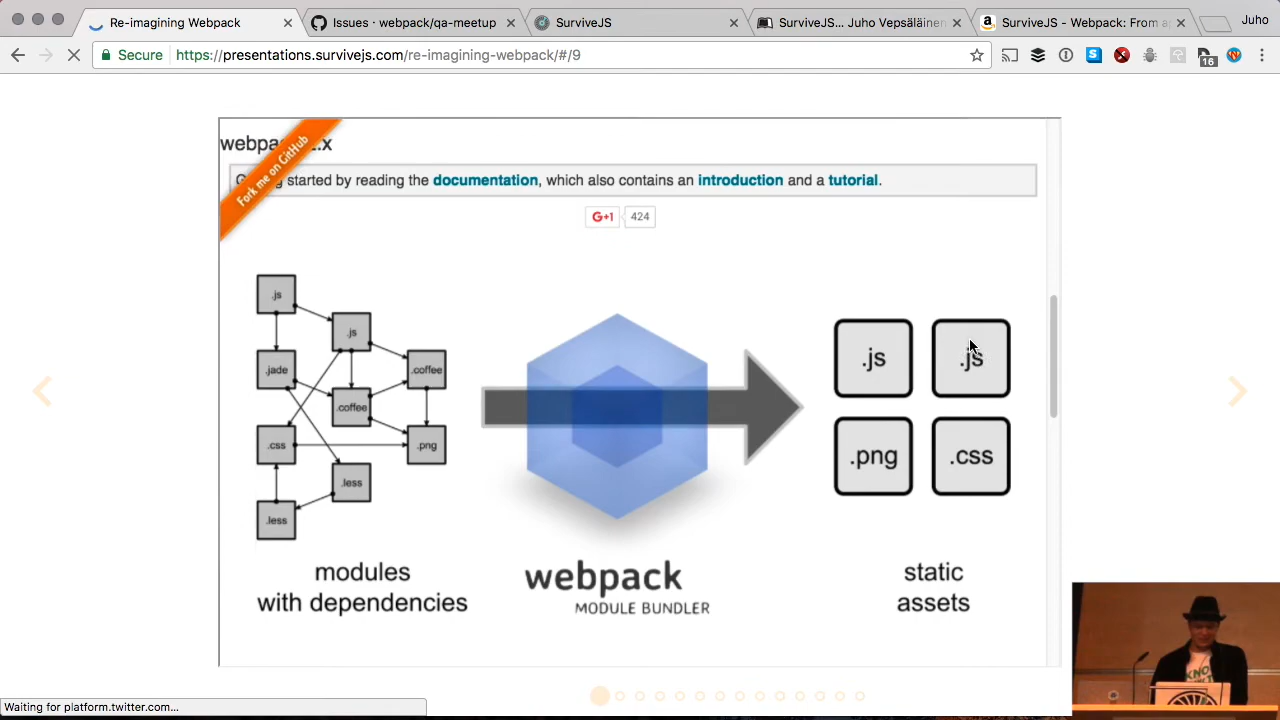 Re-imagining Webpack
Issues · webpack/qa-meetup
SurviveJS
SurviveJS... Juho Vepsäläinen
SurviveJS - Webpack: From a
Juho
Secure
https://presentations.survivejs.com/re-imagining-webpack/#/9
16
.x
Fork me on GitHub
started by reading the documentation, which also contains an introduction and a tutorial.
G+1 424
.js
.js
.jade
.coffee
.coffee
.css
.png
.less
.less
.js
.js
.png
.css
modules
with dependencies
webpack
MODULE BUNDLER
static
assets
Waiting for platform.twitter.com...